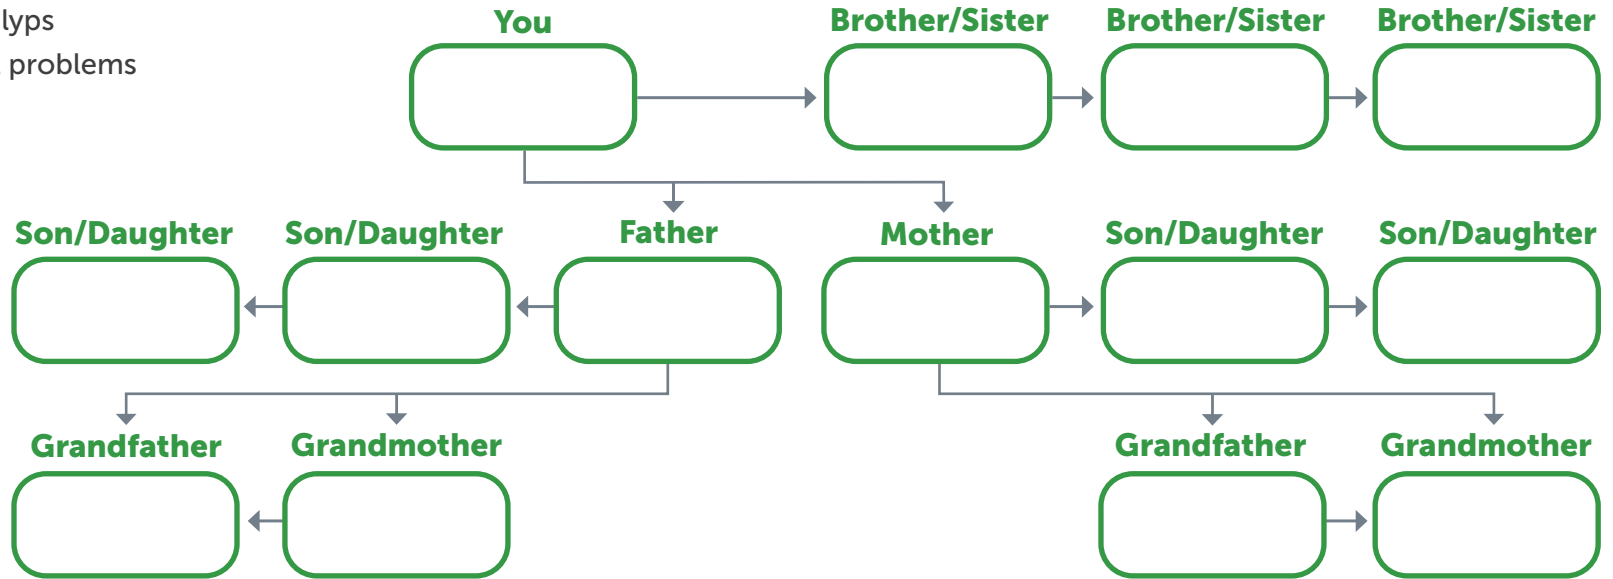 lyps
problems
You
Brother/Sister
Brother/Sister
Brother/Sister
Son/Daughter
Son/Daughter
Father
Mother
Son/Daughter
Son/Daughter
Grandfather
Grandmother
Grandfather
Grandmother